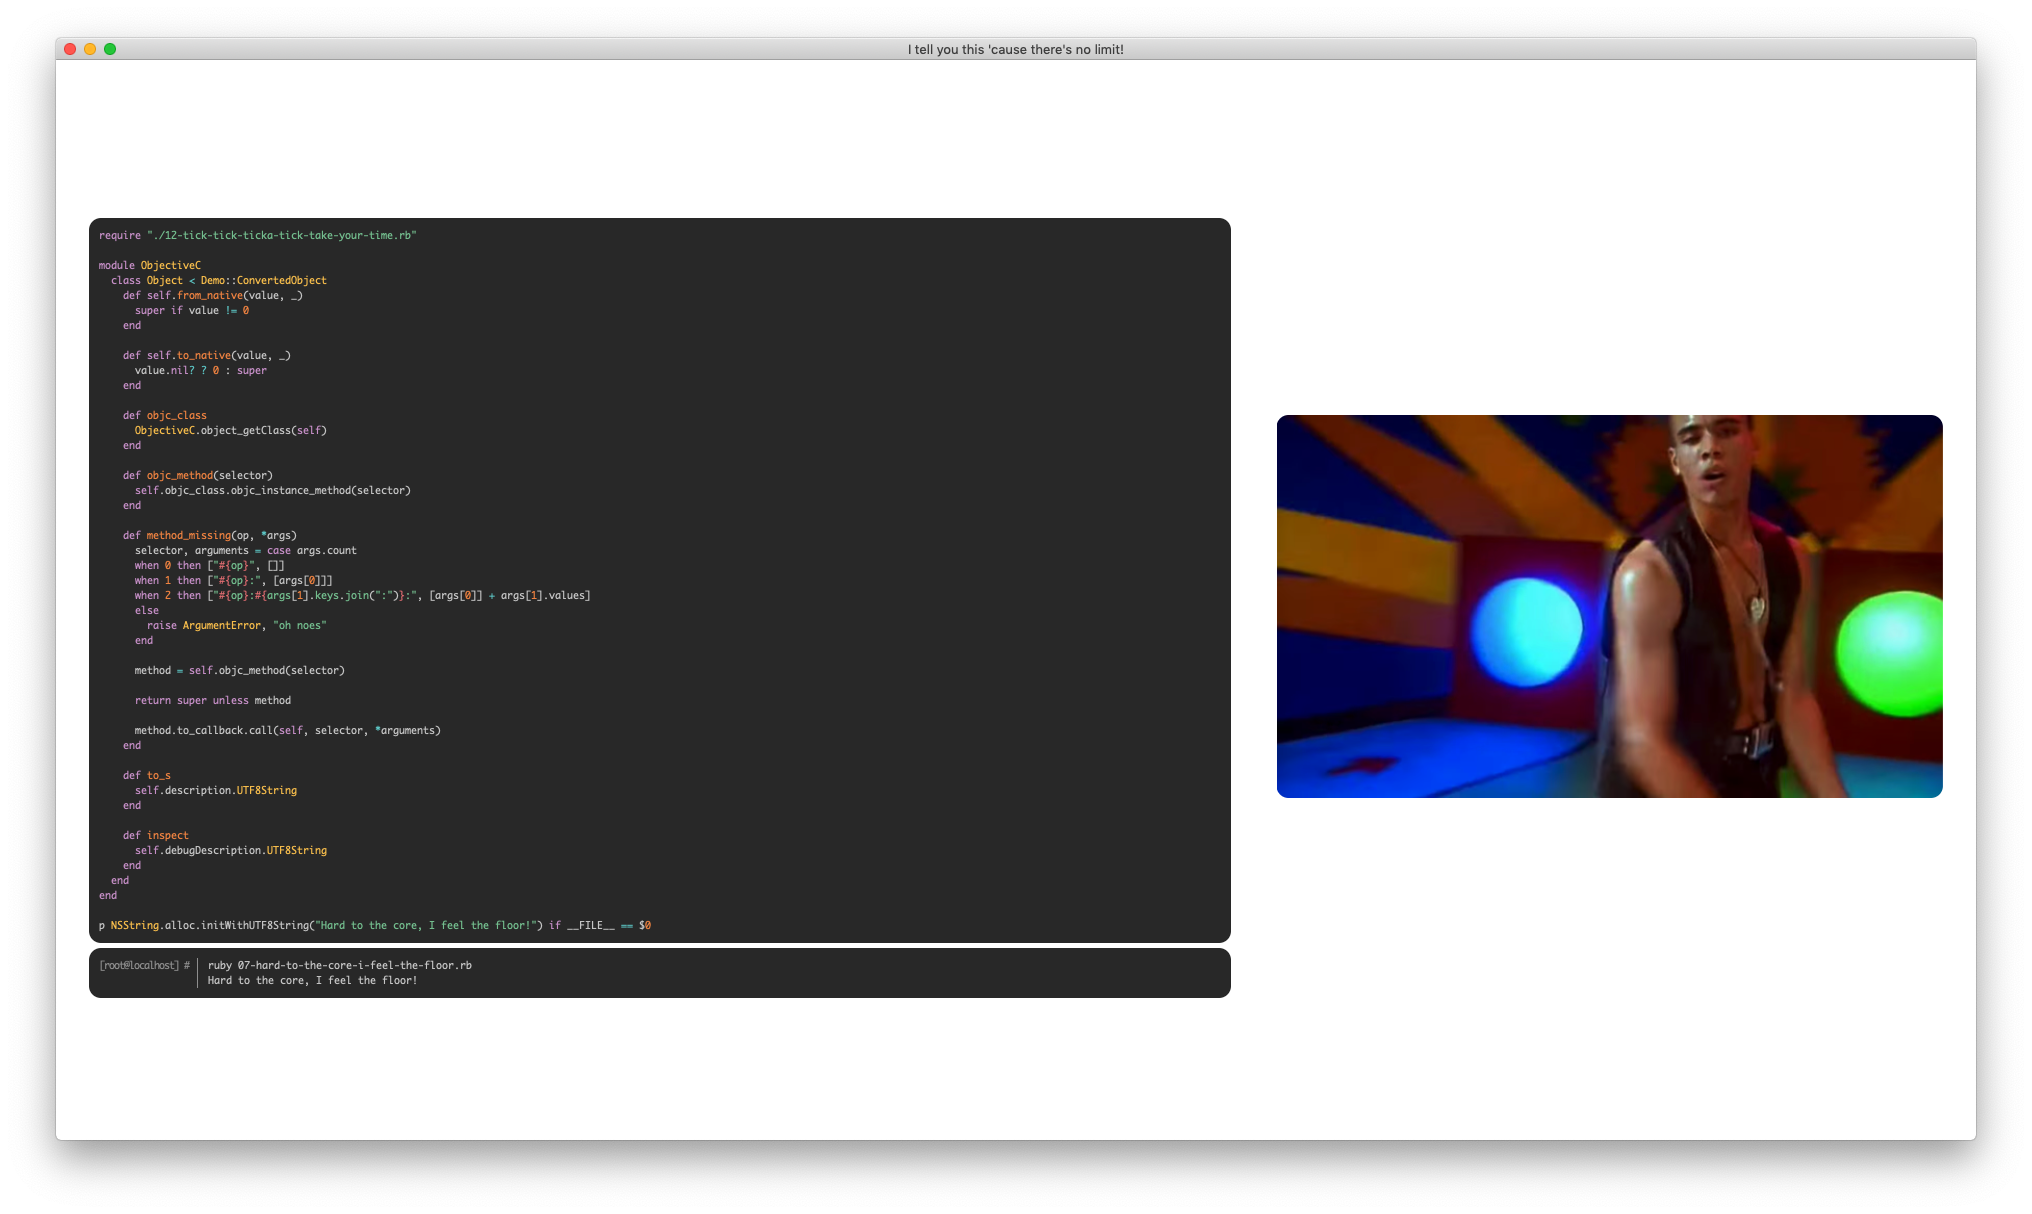 I tell you this 'cause there's no limit!
require "./12-tick-tick-ticka-tick-take-your-time.rb"
module ObjectiveC
  class Object < Demo::ConvertedObject
    def self.from_native(value, _)
      super if value != 0
    end
    def self.to_native(value, _)
      value.nil? ? 0 : super
    end
    def objc_class
      ObjectiveC.object_getClass(self)
    end
    def objc_method(selector)
      self.objc_class.objc_instance_method(selector)
    end
    def method_missing(op, *args)
      selector, arguments = case args.count
      when 0 then ["#{op}", []]
      when 1 then ["#{op}:", [args[0]]]
      when 2 then ["#{op}:#{args[1].keys.join(":")}:", [args[0]] + args[1].values]
      else
        raise ArgumentError, "oh noes"
      end
      method = self.objc_method(selector)
      return super unless method
      method.to_callback.call(self, selector, *arguments)
    end
    def to_s
      self.description.UTF8String
    end
    def inspect
      self.debugDescription.UTF8String
    end
  end
end
p NSString.alloc.initWithUTF8String("Hard to the core, I feel the floor!") if __FILE__ == $0
[root@localhost] # ruby 07-hard-to-the-core-i-feel-the-floor.rb
Hard to the core, I feel the floor!